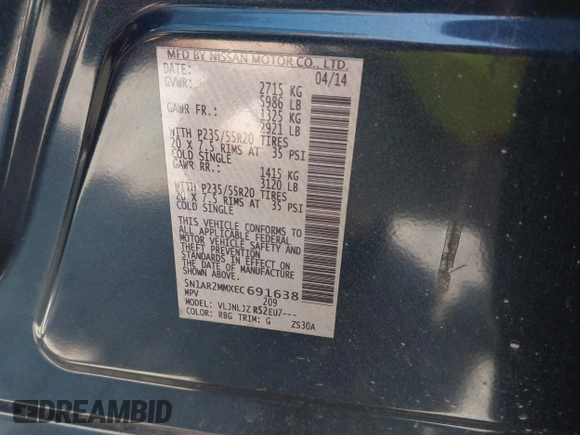 MFD BY NISSAN MOTOR CO., LTD.
DATE: 04/14
GVWR: 2715 KG
5986 LB
GAWR FR.: 1325 KG
2921 LB
WITH P235/55R20 TIRES
20 X 7.5 RIMS AT 35 PSI
COLD SINGLE
GAWR RR.: 1415 KG
3120 LB
WITH P235/55R20 TIRES
20 X 7.5 RIMS AT 35 PSI
COLD SINGLE
THIS VEHICLE CONFORMS TO
ALL APPLICABLE FEDERAL
MOTOR VEHICLE SAFETY AND
THEFT PREVENTION
STANDARDS IN EFFECT ON
THE DATE OF MANUFACTURE
5N1AR2MMXEC691638
MPV 209
MODEL: VLJNLJZ R52EU7---
COLOR: RBG TRIM: G ZS30A
DREAMBID